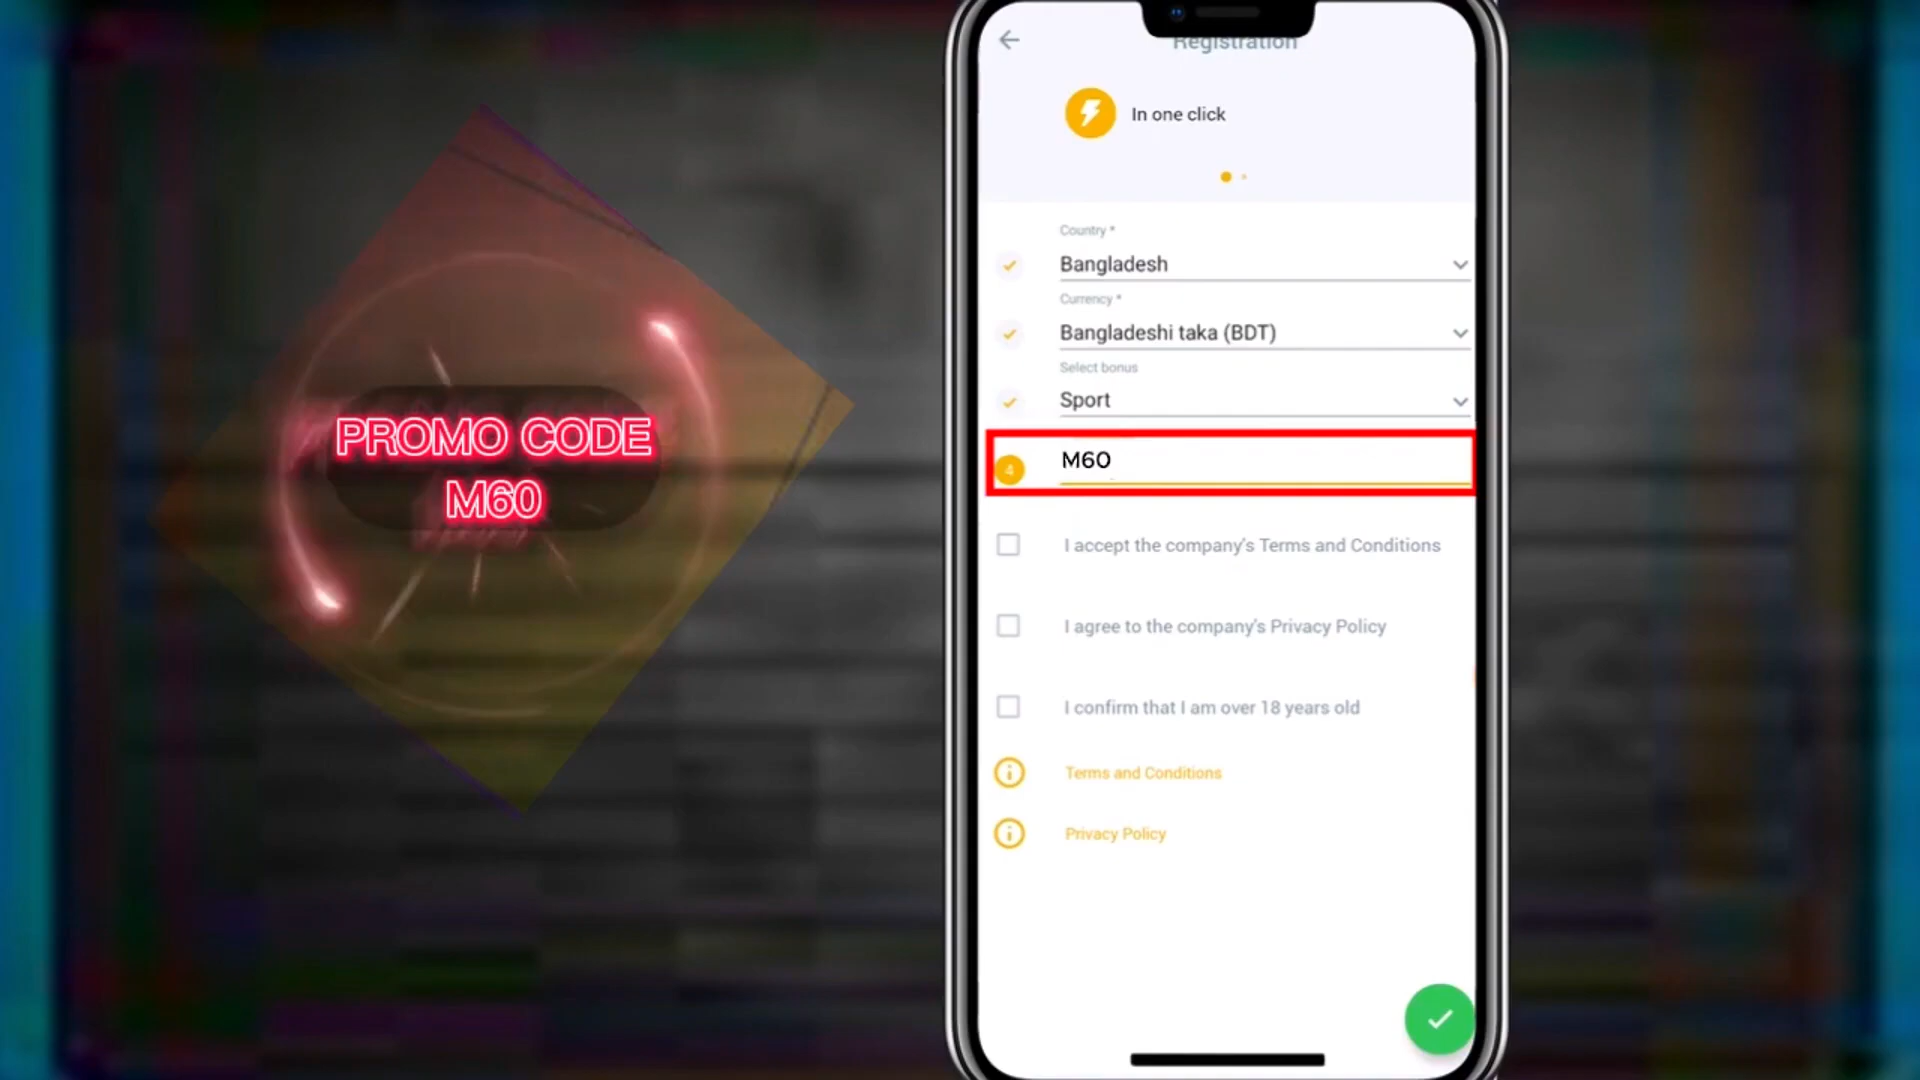 PROMO CODE
M60
Registration
In one click
Country *
Bangladesh
Currency *
Bangladeshi taka (BDT)
Select bonus
Sport
4
M60
I accept the company's Terms and Conditions
I agree to the company's Privacy Policy
I confirm that I am over 18 years old
Terms and Conditions
Privacy Policy